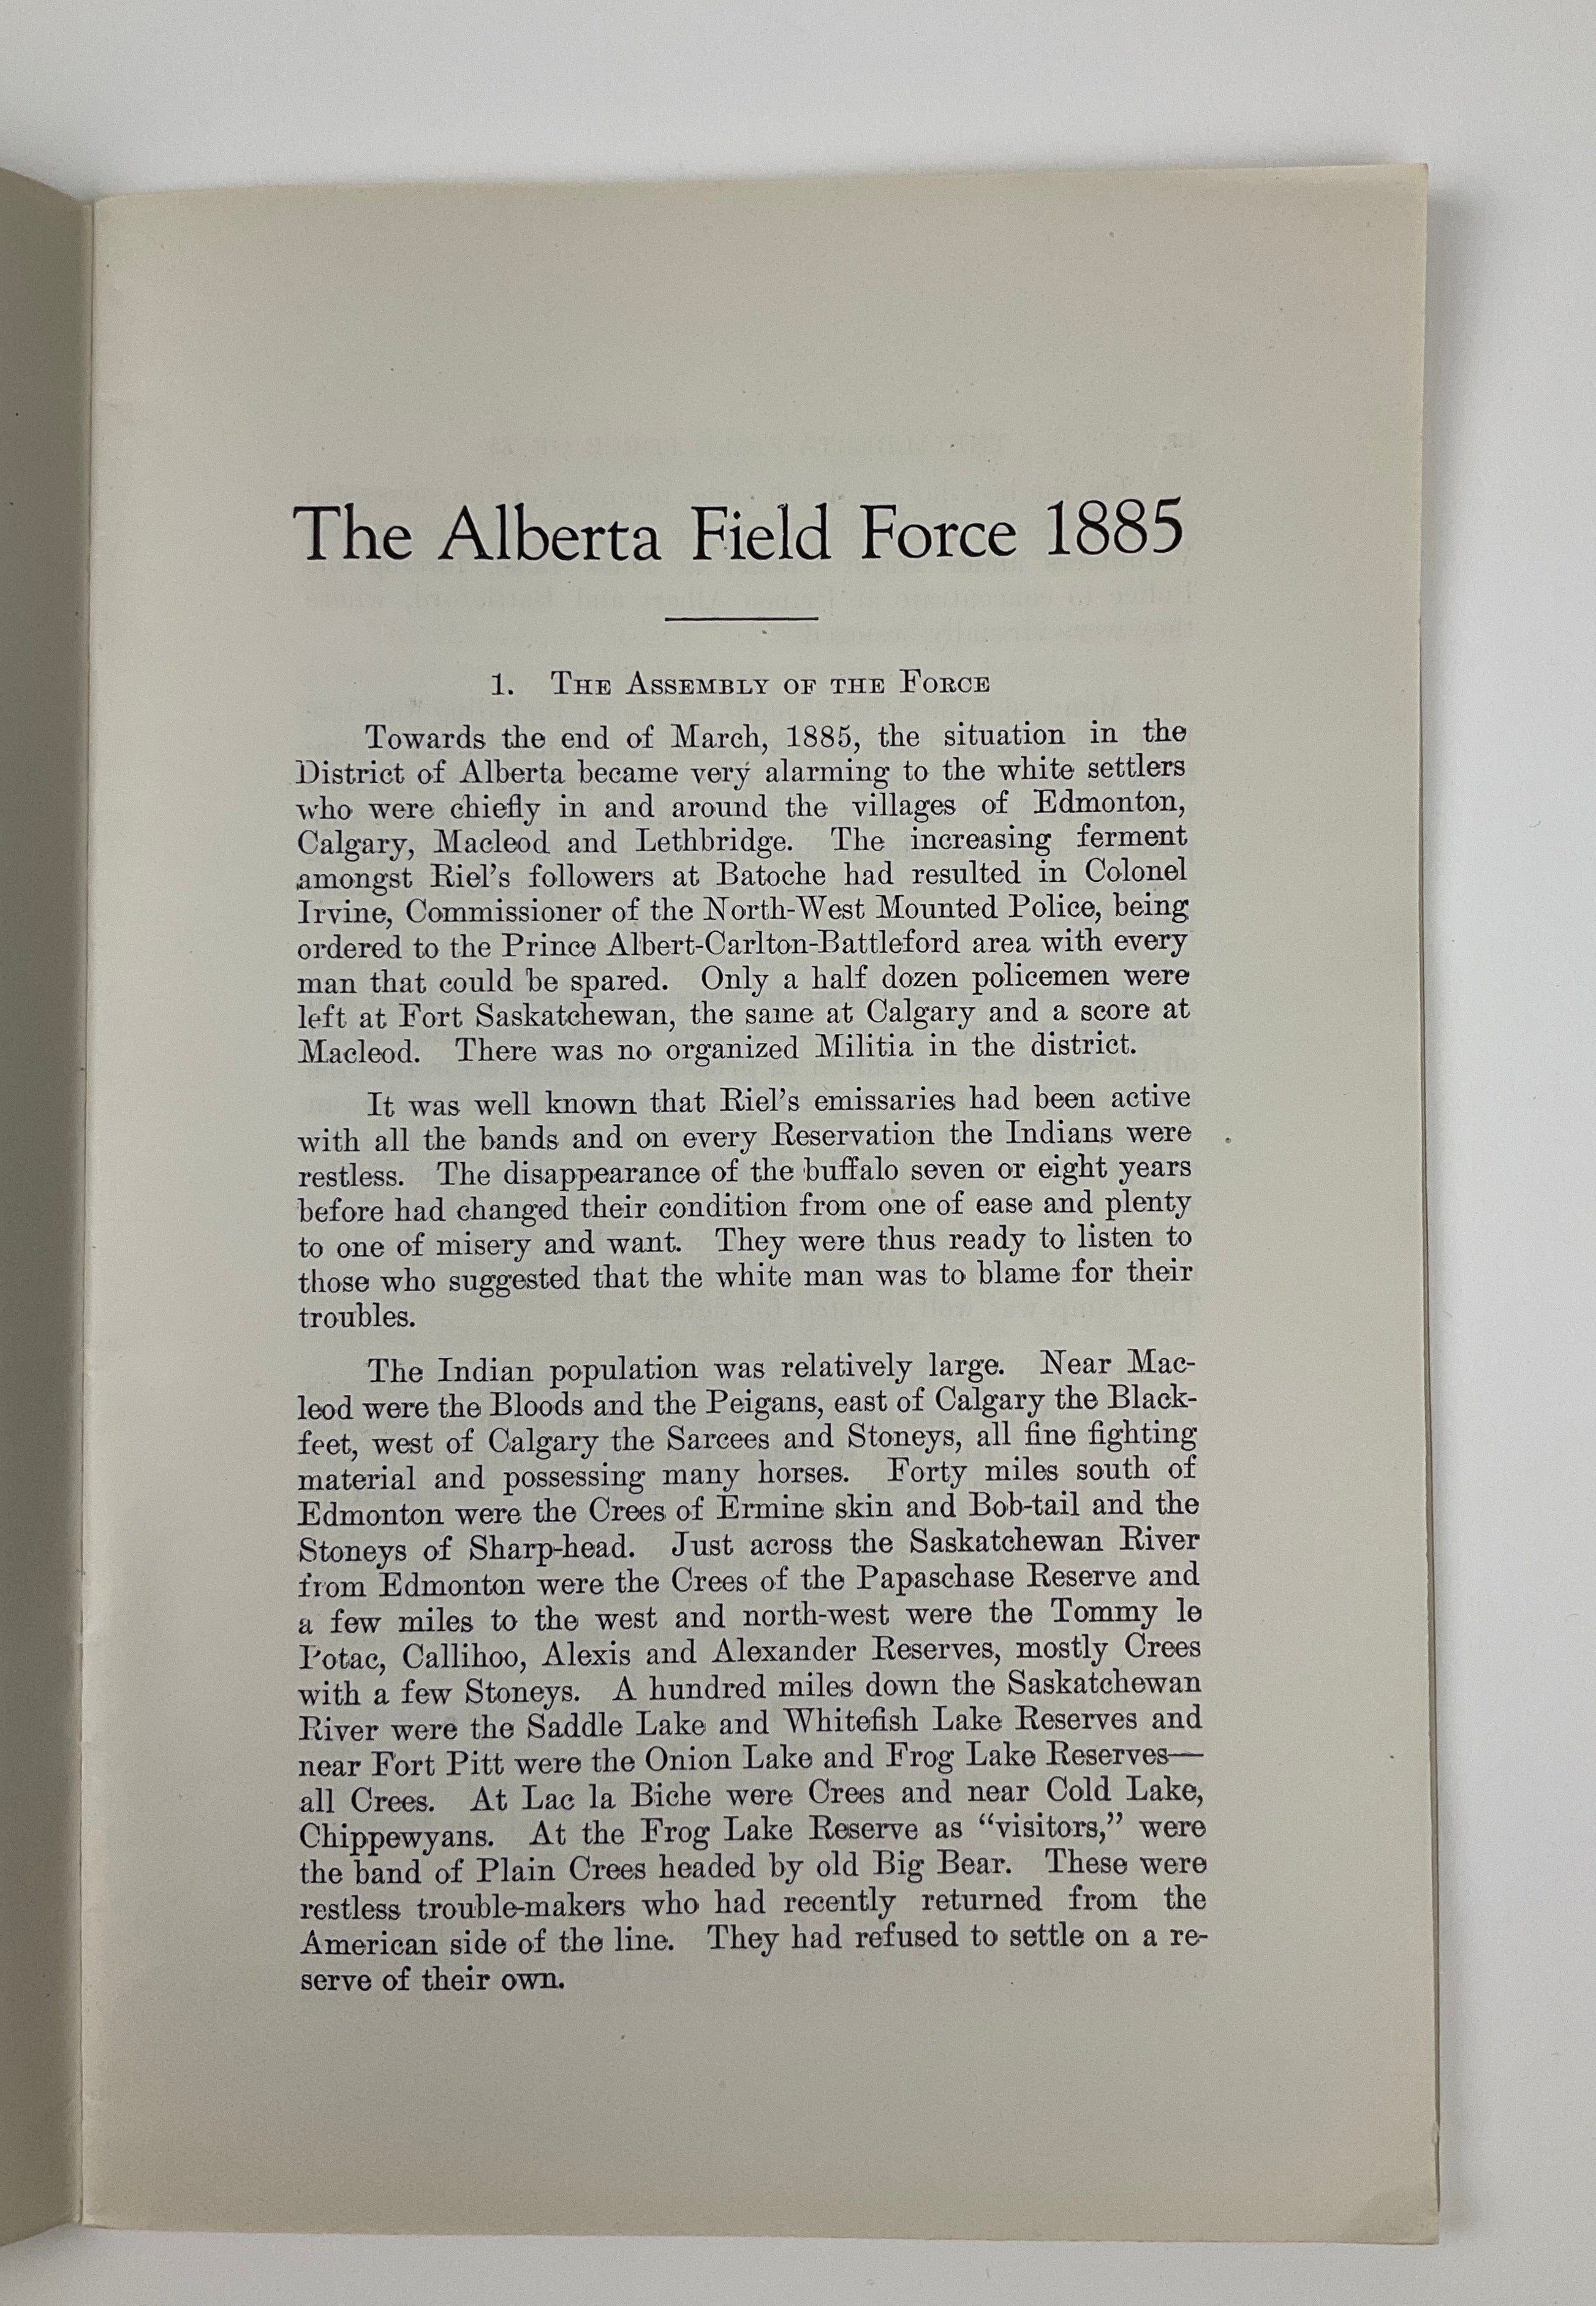 The Alberta Field Force 1885
1. The Assembly of the Force
Towards the end of March, 1885, the situation in the
District of Alberta became very alarming to the white settlers
who were chiefly in and around the villages of Edmonton,
Calgary, Macleod and Lethbridge. The increasing ferment
amongst Riel's followers at Batoche had resulted in Colonel
Irvine, Commissioner of the North-West Mounted Police, being
ordered to the Prince Albert-Carlton-Battleford area with every
man that could be spared. Only a half dozen policemen were
left at Fort Saskatchewan, the same at Calgary and a score at
Macleod. There was no organized Militia in the district.
It was well known that Riel's emissaries had been active
with all the bands and on every Reservation the Indians were
restless. The disappearance of the buffalo seven or eight years
before had changed their condition from one of ease and plenty
to one of misery and want. They were thus ready to listen to
those who suggested that the white man was to blame for their
troubles.
The Indian population was relatively large. Near Mac-
leod were the Bloods and the Peigans, east of Calgary the Black-
feet, west of Calgary the Sarcees and Stoneys, all fine fighting
material and possessing many horses. Forty miles south of
Edmonton were the Crees of Ermine skin and Bob-tail and the
Stoneys of Sharp-head. Just across the Saskatchewan River
from Edmonton were the Crees of the Papaschase Reserve and
a few miles to the west and north-west were the Tommy le
Potac, Callihoo, Alexis and Alexander Reserves, mostly Crees
with a few Stoneys. A hundred miles down the Saskatchewan
River were the Saddle Lake and Whitefish Lake Reserves and
near Fort Pitt were the Onion Lake and Frog Lake Reserves—
all Crees. At Lac la Biche were Crees and near Cold Lake,
Chippewyans. At the Frog Lake Reserve as "visitors," were
the band of Plain Crees headed by old Big Bear. These were
restless trouble-makers who had recently returned from the
American side of the line. They had refused to settle on a re-
serve of their own.